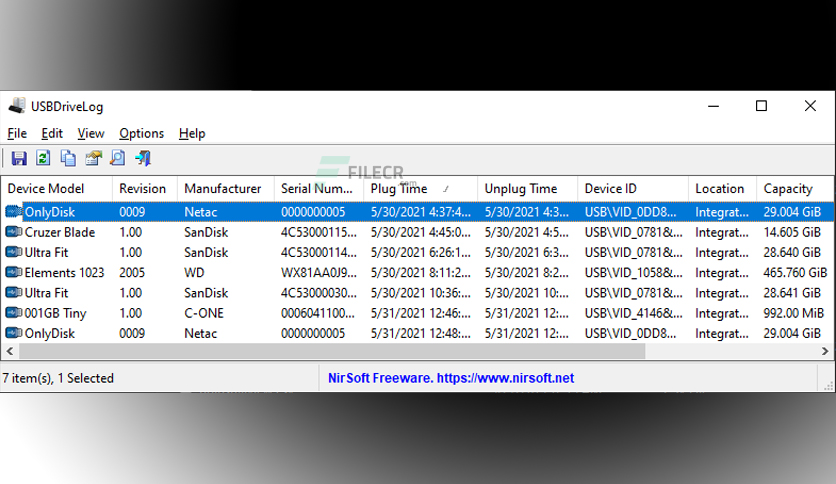 USBDriveLog
File Edit View Options Help
FILECR
.com
Device Model Revision Manufacturer Serial Num... Plug Time Unplug Time Device ID Location Capacity
OnlyDisk 0009 Netac 0000000005 5/30/2021 4:37:4... 5/30/2021 4:3... USB\VID_0DD8... Integrat... 29.004 GiB
Cruzer Blade 1.00 SanDisk 4C53000115... 5/30/2021 4:45:0... 5/30/2021 4:5... USB\VID_0781&... Integrat... 14.605 GiB
Ultra Fit 1.00 SanDisk 4C53000114... 5/30/2021 6:26:1... 5/30/2021 6:3... USB\VID_0781&... Integrat... 28.640 GiB
Elements 1023 2005 WD WX81AA0J9... 5/30/2021 8:11:2... 5/30/2021 8:2... USB\VID_1058&... Integrat... 465.760 GiB
Ultra Fit 1.00 SanDisk 4C53000030... 5/30/2021 10:36:... 5/30/2021 10:... USB\VID_0781&... Integrat... 28.641 GiB
001GB Tiny 1.00 C-ONE 0006041100... 5/31/2021 12:46:... 5/31/2021 12:... USB\VID_4146&... Integrat... 992.00 MiB
OnlyDisk 0009 Netac 0000000005 5/31/2021 12:48:... 5/31/2021 12:... USB\VID_0DD8... Integrat... 29.004 GiB
7 item(s), 1 Selected NirSoft Freeware. https://www.nirsoft.net